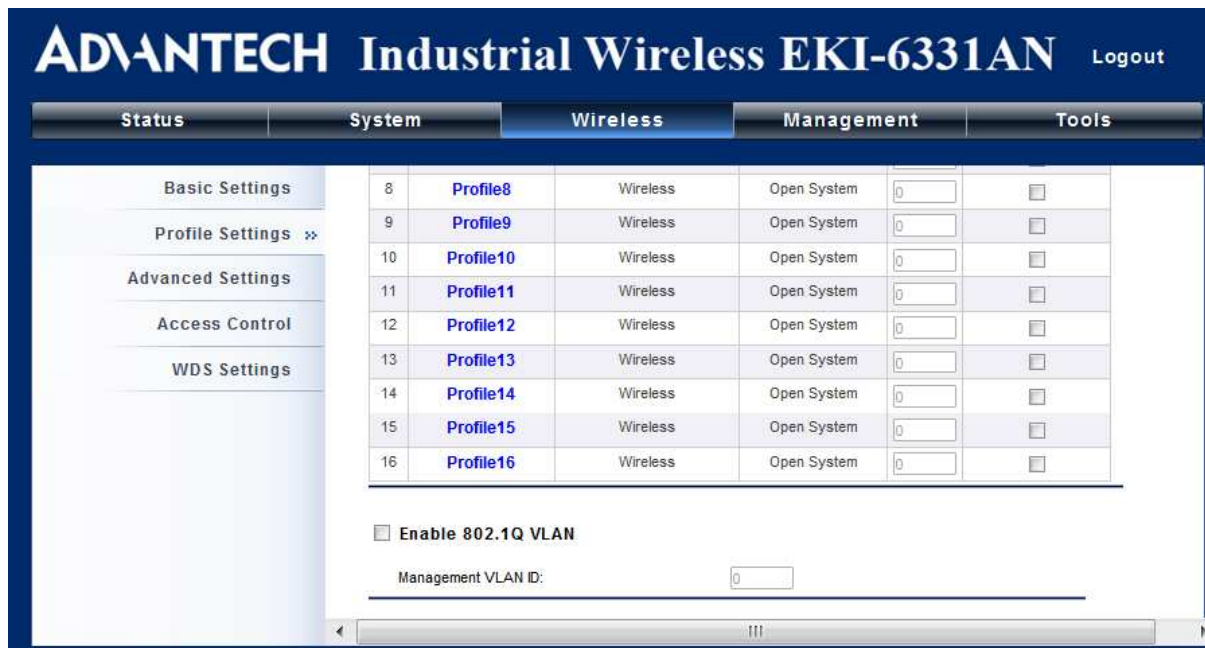 ADVANTECH Industrial Wireless EKI-6331AN Logout
Status System Wireless Management Tools
Basic Settings
Profile Settings »
Advanced Settings
Access Control
WDS Settings
8 Profile8 Wireless Open System 0
9 Profile9 Wireless Open System 0
10 Profile10 Wireless Open System 0
11 Profile11 Wireless Open System 0
12 Profile12 Wireless Open System 0
13 Profile13 Wireless Open System 0
14 Profile14 Wireless Open System 0
15 Profile15 Wireless Open System 0
16 Profile16 Wireless Open System 0
Enable 802.1Q VLAN
Management VLAN ID: 0